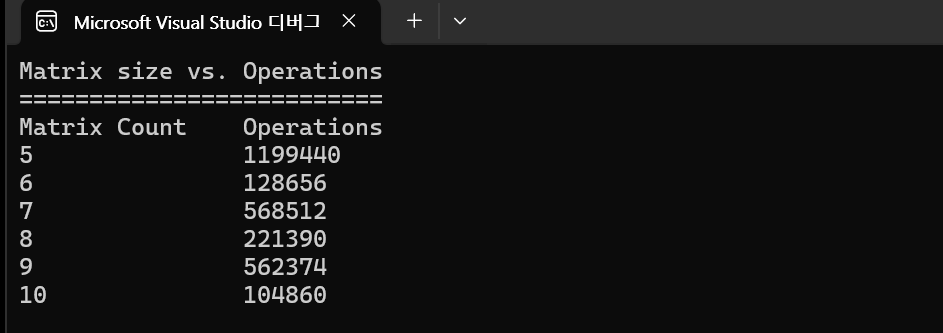 Microsoft Visual Studio 디버그
Matrix size vs. Operations
==========================
Matrix Count    Operations
5               1199440
6               128656
7               568512
8               221390
9               562374
10              104860